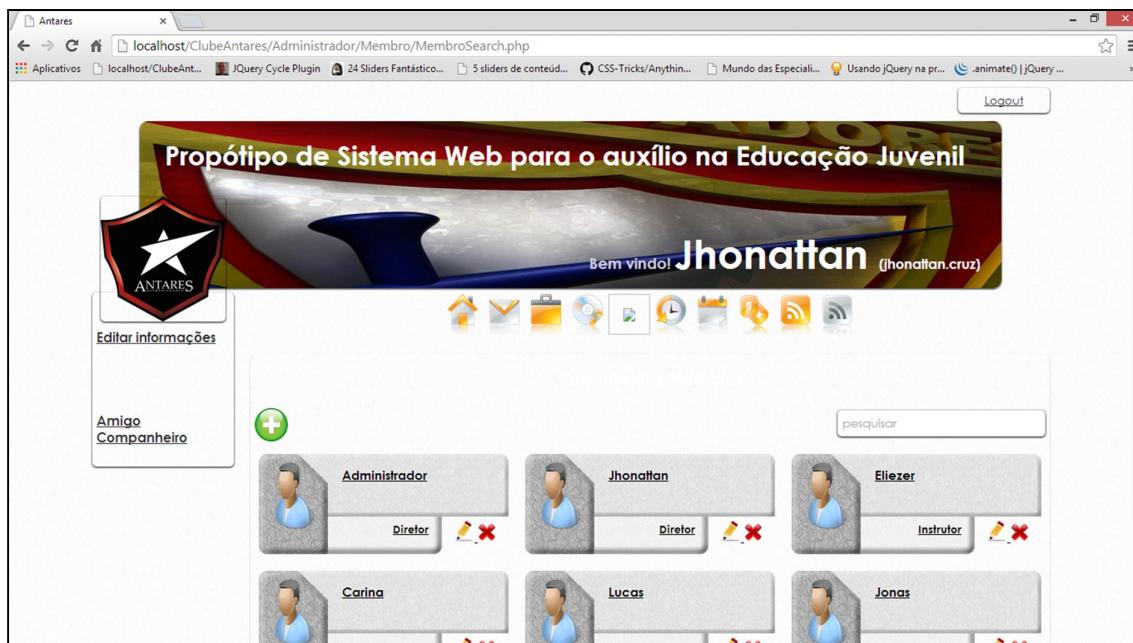 Antares
localhost/ClubeAntares/Administrador/Membro/MembroSearch.php
Aplicativos localhost/ClubeAnt... JQuery Cycle Plugin 24 Sliders Fantástico... 5 sliders de conteúd... CSS-Tricks/Anythin... Mundo das Especiali... Usando jQuery na pr... .animate() | jQuery ...
Logout
ADORES
Propótipo de Sistema Web para o auxílio na Educação Juvenil
Bem vindo! Jhonattan (jhonattan.cruz)
ANTARES
Editar informações
Amigo
Companheiro
pesquisar
Administrador Jhonattan Eliezer
Diretor Diretor Instrutor
Carina Lucas Jonas